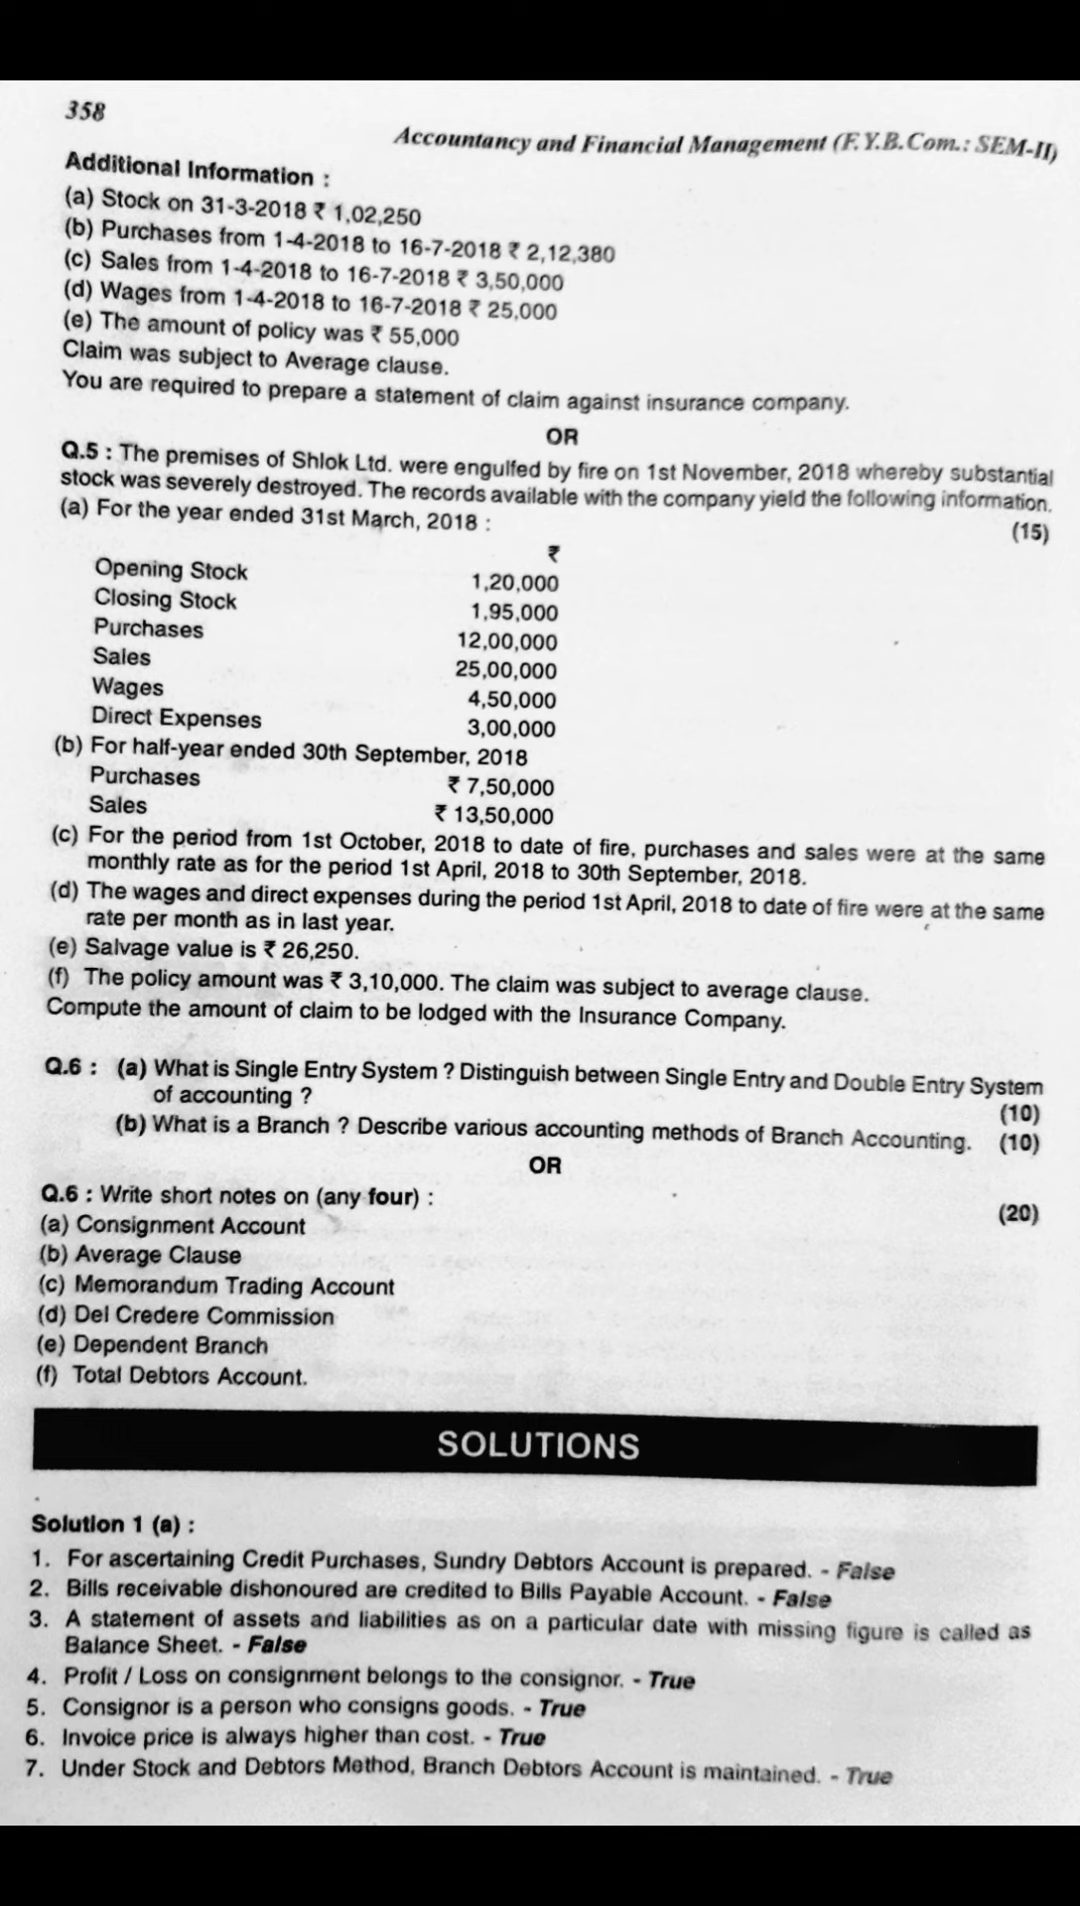 358
Accountancy and Financial Management (F.Y.B.Com.: SEM-II)
Additional Information :
(a) Stock on 31-3-2018 ₹ 1,02,250
(b) Purchases from 1-4-2018 to 16-7-2018 ₹ 2,12,380
(c) Sales from 1-4-2018 to 16-7-2018 ₹ 3,50,000
(d) Wages from 1-4-2018 to 16-7-2018 ₹ 25,000
(e) The amount of policy was ₹ 55,000
Claim was subject to Average clause.
You are required to prepare a statement of claim against insurance company.
OR
Q.5 : The premises of Shlok Ltd. were engulfed by fire on 1st November, 2018 whereby substantial
stock was severely destroyed. The records available with the company yield the following information.
(a) For the year ended 31st March, 2018 : (15)
₹
Opening Stock 1,20,000
Closing Stock 1,95,000
Purchases 12,00,000
Sales 25,00,000
Wages 4,50,000
Direct Expenses 3,00,000
(b) For half-year ended 30th September, 2018
Purchases ₹ 7,50,000
Sales ₹ 13,50,000
(c) For the period from 1st October, 2018 to date of fire, purchases and sales were at the same
monthly rate as for the period 1st April, 2018 to 30th September, 2018.
(d) The wages and direct expenses during the period 1st April, 2018 to date of fire were at the same
rate per month as in last year.
(e) Salvage value is ₹ 26,250.
(f) The policy amount was ₹ 3,10,000. The claim was subject to average clause.
Compute the amount of claim to be lodged with the Insurance Company.
Q.6 : (a) What is Single Entry System ? Distinguish between Single Entry and Double Entry System
of accounting ? (10)
(b) What is a Branch ? Describe various accounting methods of Branch Accounting. (10)
OR
Q.6 : Write short notes on (any four) : (20)
(a) Consignment Account
(b) Average Clause
(c) Memorandum Trading Account
(d) Del Credere Commission
(e) Dependent Branch
(f) Total Debtors Account.
SOLUTIONS
Solution 1 (a) :
1. For ascertaining Credit Purchases, Sundry Debtors Account is prepared. - False
2. Bills receivable dishonoured are credited to Bills Payable Account. - False
3. A statement of assets and liabilities as on a particular date with missing figure is called as
Balance Sheet. - False
4. Profit / Loss on consignment belongs to the consignor. - True
5. Consignor is a person who consigns goods. - True
6. Invoice price is always higher than cost. - True
7. Under Stock and Debtors Method, Branch Debtors Account is maintained. - True